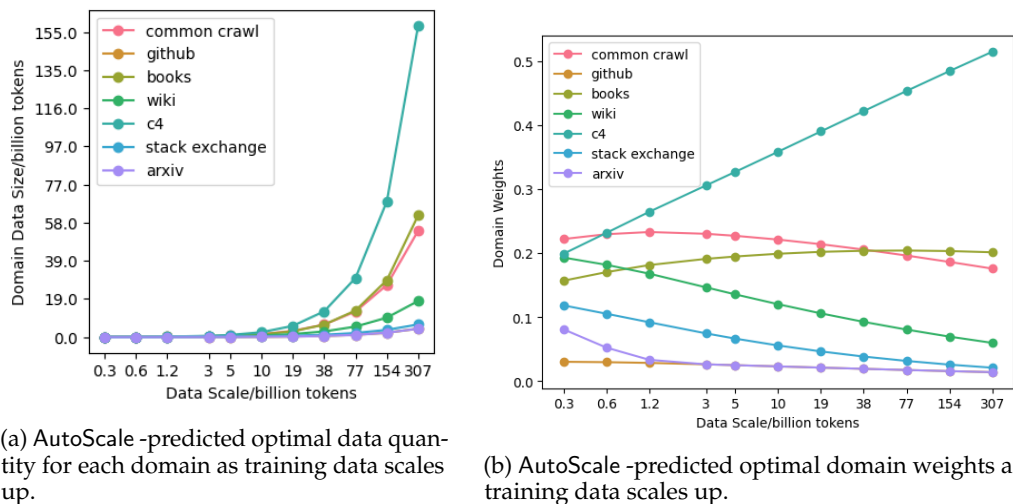 155.0
135.0
116.0
97.0
77.0
58.0
39.0
19.0
0.0
Domain Data Size/billion tokens
common crawl
github
books
wiki
c4
stack exchange
arxiv
0.3 0.6 1.2 3 5 10 19 38 77 154 307
Data Scale/billion tokens
(a) AutoScale -predicted optimal data quan-
tity for each domain as training data scales
up.
0.5
0.4
0.3
0.2
0.1
0.0
Domain Weights
common crawl
github
books
wiki
c4
stack exchange
arxiv
0.3 0.6 1.2 3 5 10 19 38 77 154 307
Data Scale/billion tokens
(b) AutoScale -predicted optimal domain weights a
training data scales up.